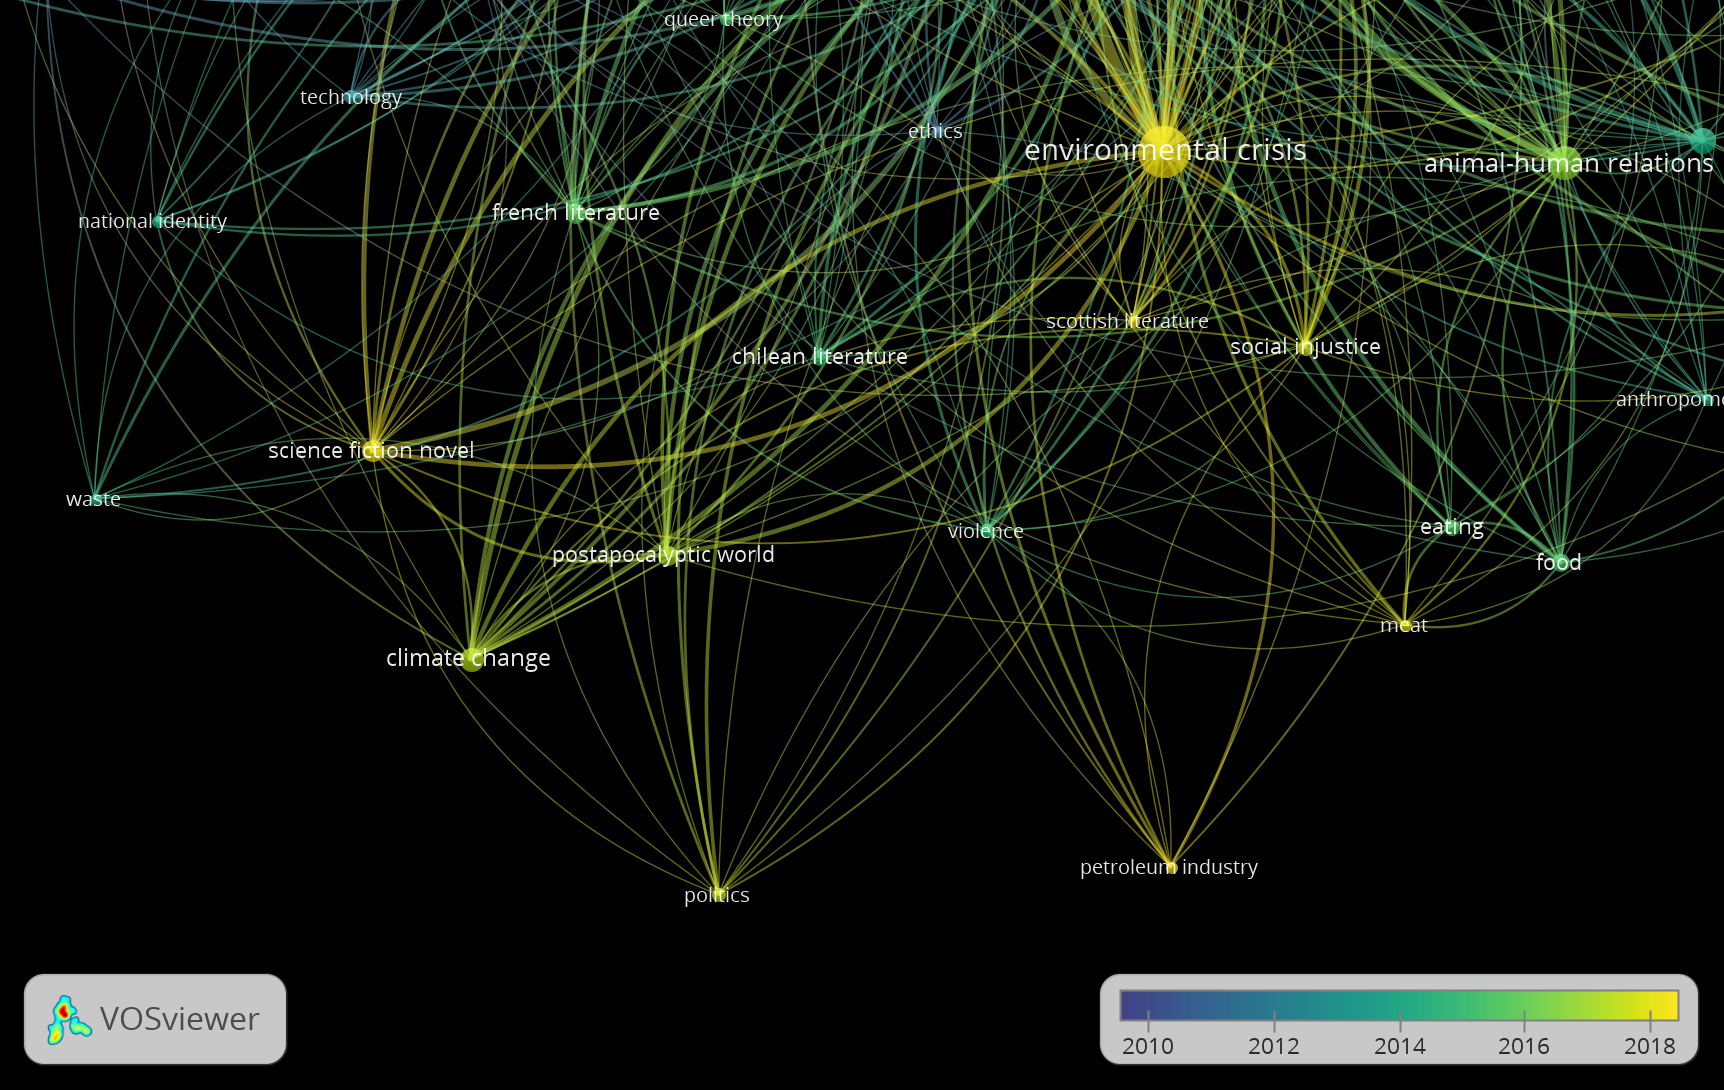 queer theory
technology
ethics
environmental crisis
animal-human relations
french literature
national identity
scottish literature
social injustice
chilean literature
anthropomo
science fiction novel
waste
violence
eating
postapocalyptic world
food
meat
climate change
petroleum industry
politics
VOSviewer
2010 2012 2014 2016 2018